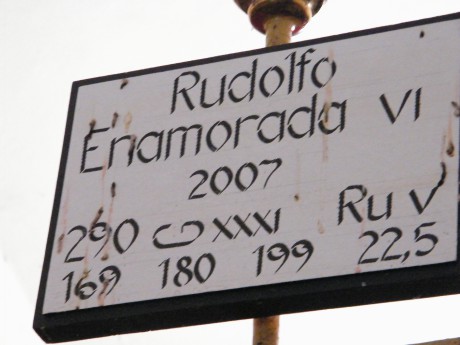 Rudolfo
Enamorada VI
2007
290 XXXI Ru V
169 180 199 22,5